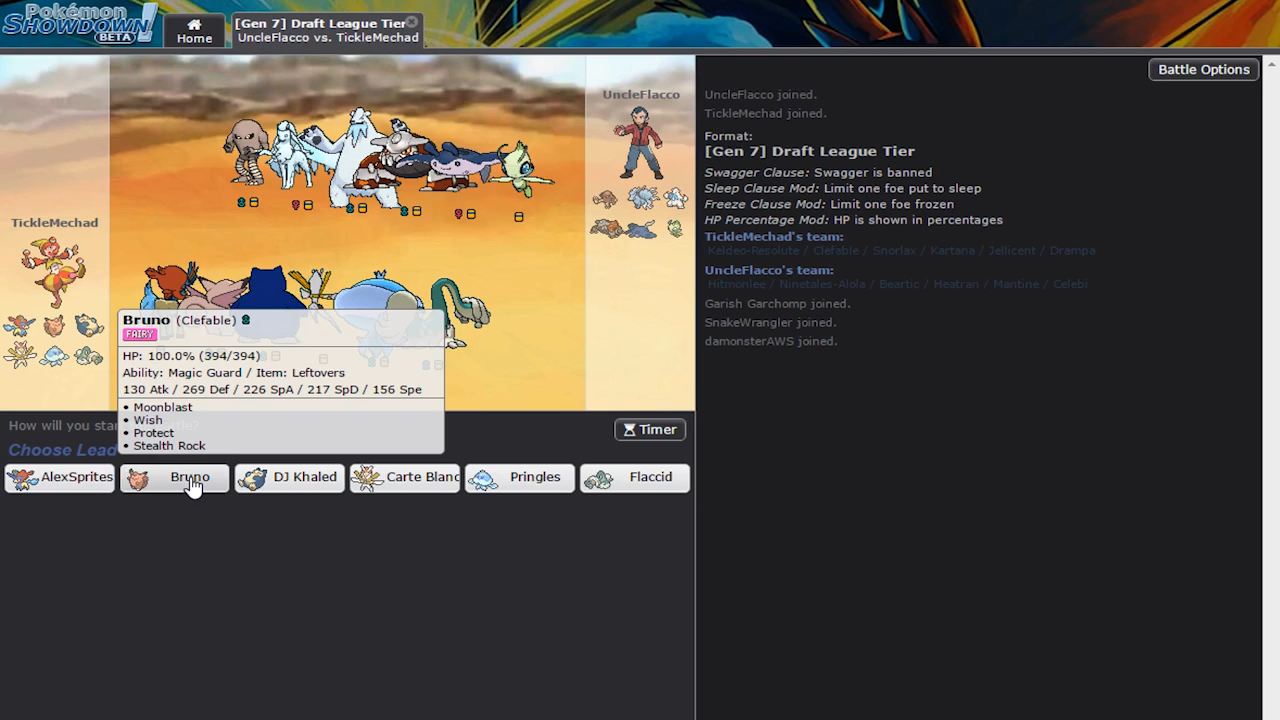 Pokémon
SHOWDOWN!
BETA
Home
[Gen 7] Draft League Tier
UncleFlacco vs. TickleMechad
Battle Options
UncleFlacco
TickleMechad
UncleFlacco joined.
TickleMechad joined.
Format:
[Gen 7] Draft League Tier
Swagger Clause: Swagger is banned
Sleep Clause Mod: Limit one foe put to sleep
Freeze Clause Mod: Limit one foe frozen
HP Percentage Mod: HP is shown in percentages
TickleMechad's team:
Keldeo-Resolute / Clefable / Snorlax / Kartana / Jellicent / Drampa
UncleFlacco's team:
Hitmonlee / Ninetales-Alola / Beartic / Heatran / Mantine / Celebi
Garish Garchomp joined.
SnakeWrangler joined.
damonsterAWS joined.
Bruno (Clefable)
FAIRY
HP: 100.0% (394/394)
Ability: Magic Guard / Item: Leftovers
130 Atk / 269 Def / 226 SpA / 217 SpD / 156 Spe
• Moonblast
• Wish
• Protect
• Stealth Rock
How will you sta
Timer
Choose Lead
AlexSprites
Bruno
DJ Khaled
Carte Blanc
Pringles
Flaccid